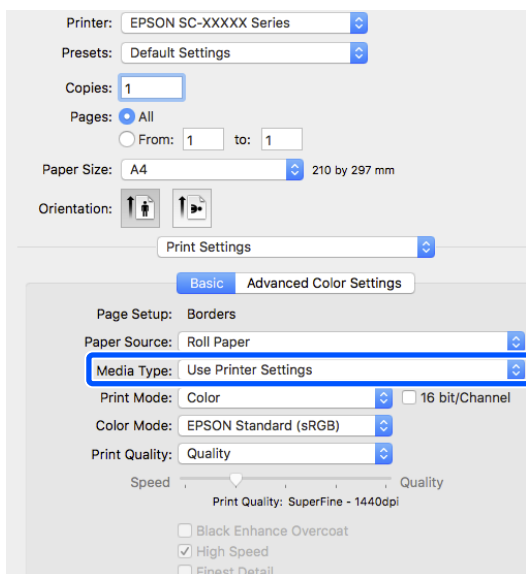 Printer: EPSON SC-XXXXX Series
Presets: Default Settings
Copies: 1
Pages: All
From: 1 to: 1
Paper Size: A4 210 by 297 mm
Orientation:
Print Settings
Basic Advanced Color Settings
Page Setup: Borders
Paper Source: Roll Paper
Media Type: Use Printer Settings
Print Mode: Color 16 bit/Channel
Color Mode: EPSON Standard (sRGB)
Print Quality: Quality
Speed Quality
Print Quality: SuperFine - 1440dpi
Black Enhance Overcoat
High Speed
Finest Detail